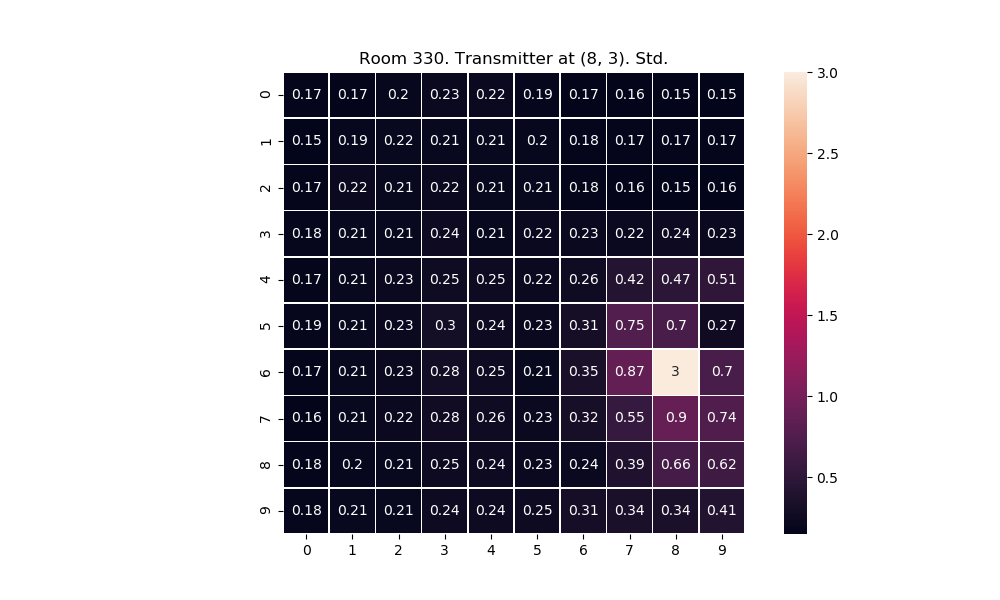 Room 330. Transmitter at (8, 3). Std.
0 0.17 0.17 0.2 0.23 0.22 0.19 0.17 0.16 0.15 0.15
1 0.15 0.19 0.22 0.21 0.21 0.2 0.18 0.17 0.17 0.17
2 0.17 0.22 0.21 0.22 0.21 0.21 0.18 0.16 0.15 0.16
3 0.18 0.21 0.21 0.24 0.21 0.22 0.23 0.22 0.24 0.23
4 0.17 0.21 0.23 0.25 0.25 0.22 0.26 0.42 0.47 0.51
5 0.19 0.21 0.23 0.3 0.24 0.23 0.31 0.75 0.7 0.27
6 0.17 0.21 0.23 0.28 0.25 0.21 0.35 0.87 3 0.7
7 0.16 0.21 0.22 0.28 0.26 0.23 0.32 0.55 0.9 0.74
8 0.18 0.2 0.21 0.25 0.24 0.23 0.24 0.39 0.66 0.62
9 0.18 0.21 0.21 0.24 0.24 0.25 0.31 0.34 0.34 0.41
0 1 2 3 4 5 6 7 8 9
3.0
2.5
2.0
1.5
1.0
0.5